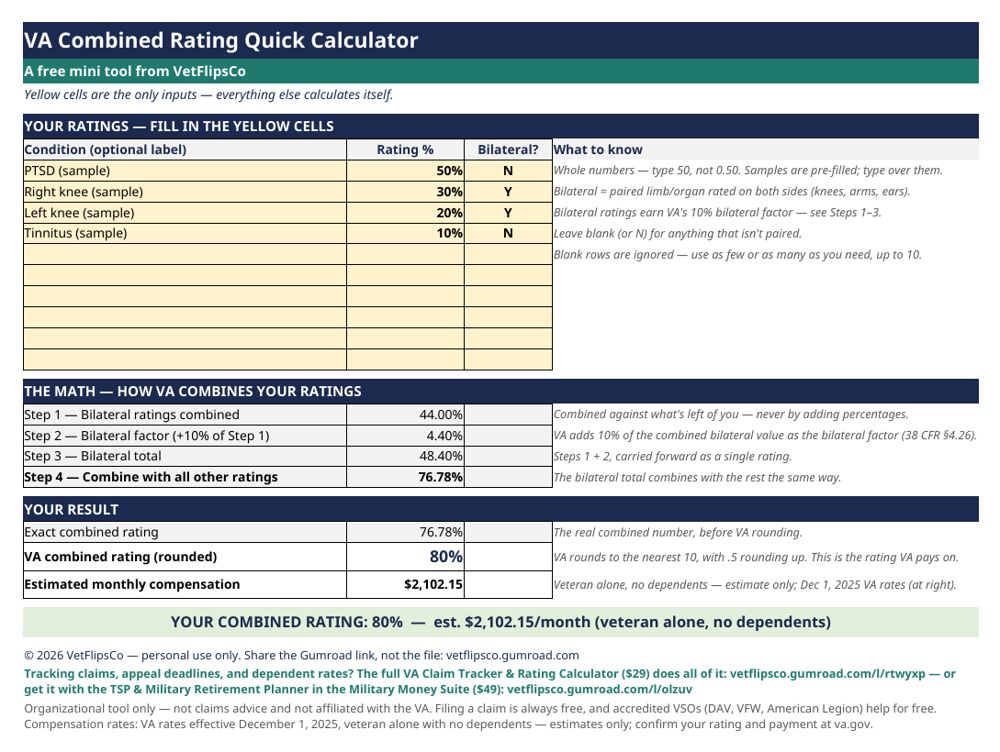 VA Combined Rating Quick Calculator
A free mini tool from VetFlipsCo
Yellow cells are the only inputs — everything else calculates itself.
YOUR RATINGS — FILL IN THE YELLOW CELLS
Condition (optional label) Rating % Bilateral? What to know
PTSD (sample) 50% N Whole numbers — type 50, not 0.50. Samples are pre-filled; type over them.
Right knee (sample) 30% Y Bilateral = paired limb/organ rated on both sides (knees, arms, ears).
Left knee (sample) 20% Y Bilateral ratings earn VA's 10% bilateral factor — see Steps 1–3.
Tinnitus (sample) 10% N Leave blank (or N) for anything that isn't paired.
Blank rows are ignored — use as few or as many as you need, up to 10.
THE MATH — HOW VA COMBINES YOUR RATINGS
Step 1 — Bilateral ratings combined 44.00% Combined against what's left of you — never by adding percentages.
Step 2 — Bilateral factor (+10% of Step 1) 4.40% VA adds 10% of the combined bilateral value as the bilateral factor (38 CFR §4.26).
Step 3 — Bilateral total 48.40% Steps 1 + 2, carried forward as a single rating.
Step 4 — Combine with all other ratings 76.78% The bilateral total combines with the rest the same way.
YOUR RESULT
Exact combined rating 76.78% The real combined number, before VA rounding.
VA combined rating (rounded) 80% VA rounds to the nearest 10, with .5 rounding up. This is the rating VA pays on.
Estimated monthly compensation $2,102.15 Veteran alone, no dependents — estimate only; Dec 1, 2025 VA rates (at right).
YOUR COMBINED RATING: 80% — est. $2,102.15/month (veteran alone, no dependents)
© 2026 VetFlipsCo — personal use only. Share the Gumroad link, not the file: vetflipsco.gumroad.com
Tracking claims, appeal deadlines, and dependent rates? The full VA Claim Tracker & Rating Calculator ($29) does all of it: vetflipsco.gumroad.com/l/rtwyxp — or
get it with the TSP & Military Retirement Planner in the Military Money Suite ($49): vetflipsco.gumroad.com/l/olzuv
Organizational tool only — not claims advice and not affiliated with the VA. Filing a claim is always free, and accredited VSOs (DAV, VFW, American Legion) help for free.
Compensation rates: VA rates effective December 1, 2025, veteran alone with no dependents — estimates only; confirm your rating and payment at va.gov.